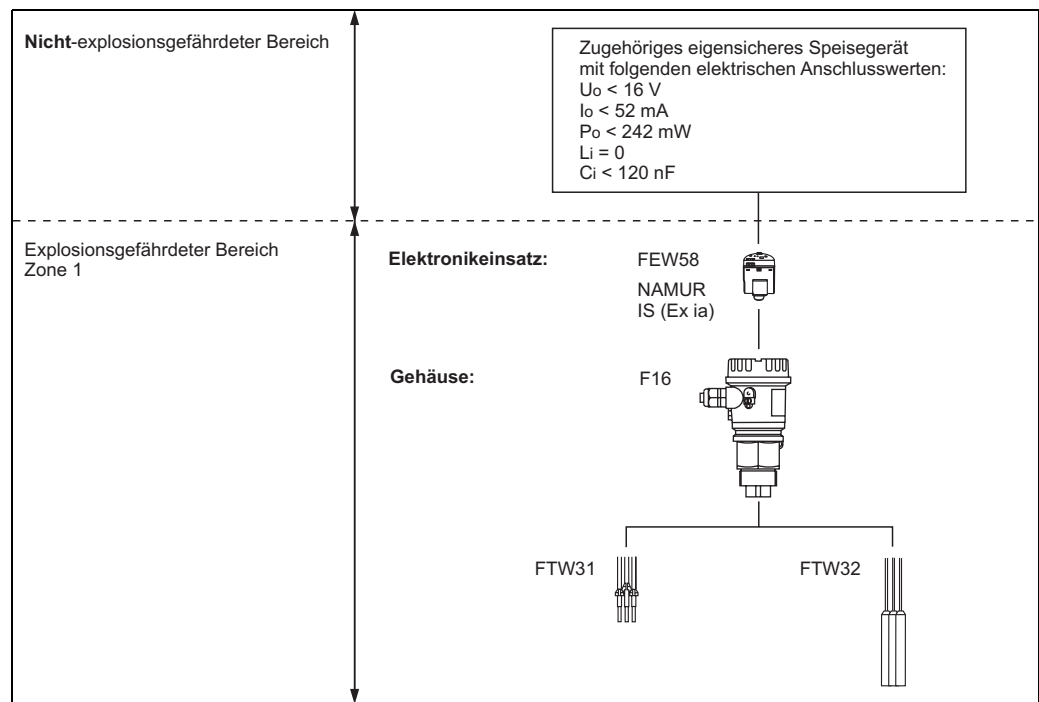 Nicht-explosionsgefährdeter Bereich
Zugehöriges eigensicheres Speisegerät
mit folgenden elektrischen Anschlusswerten:
Uo < 16 V
Io < 52 mA
Po < 242 mW
Li = 0
Ci < 120 nF
Explosionsgefährdeter Bereich
Zone 1
Elektronikeinsatz:
FEW58
NAMUR
IS (Ex ia)
Gehäuse:
F16
FTW31
FTW32